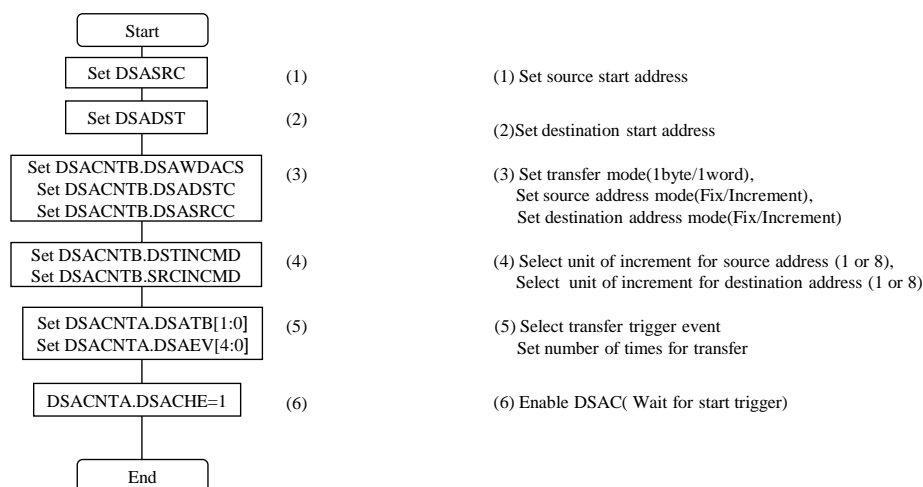 Start
Set DSASRC
(1)
(1) Set source start address
Set DSADST
(2)
(2)Set destination start address
Set DSACNTB.DSAWDACS
Set DSACNTB.DSADSTC
Set DSACNTB.DSASRCC
(3)
(3) Set transfer mode(1byte/1word),
Set source address mode(Fix/Increment),
Set destination address mode(Fix/Increment)
Set DSACNTB.DSTINCMD
Set DSACNTB.SRCINCMD
(4)
(4) Select unit of increment for source address (1 or 8),
Select unit of increment for destination address (1 or 8)
Set DSACNTA.DSATB[1:0]
Set DSACNTA.DSAEV[4:0]
(5)
(5) Select transfer trigger event
Set number of times for transfer
DSACNTA.DSACHE=1
(6)
(6) Enable DSAC( Wait for start trigger)
End